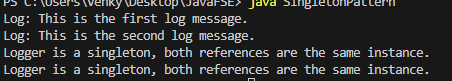 PS C:\Users\Venky\Desktop\JavaFSE> java SingletonPattern
Log: This is the first log message.
Log: This is the second log message.
Logger is a singleton, both references are the same instance.
Logger is a singleton, both references are the same instance.